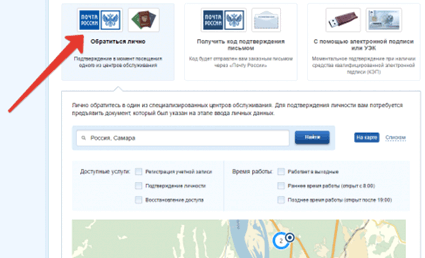 ПОЧТА РОССИИ
Обратиться лично
Подтверждение в момент посещения
одного из центров обслуживания
ПОЧТА РОССИИ
Получить код подтверждения
письмом
Код будет отправлен вам заказным письмом
через «Почту России»
С помощью электронной подписи
или УЭК
Моментальное подтверждение при наличии
средства квалифицированной электронной
подписи (КЭП)
Лично обратитесь в один из специализированных центров обслуживания. Для подтверждения личности вам потребуется
предъявить документ, который был указан на этапе ввода личных данных.
Россия, Самара
Найти
На карте
Списком
Доступные услуги:
Регистрация учетной записи
Подтверждение личности
Восстановление доступа
Время работы:
Работает в выходные
Раннее время работы (открыт с 8:00)
Позднее время работы (открыт после 19:00)
2